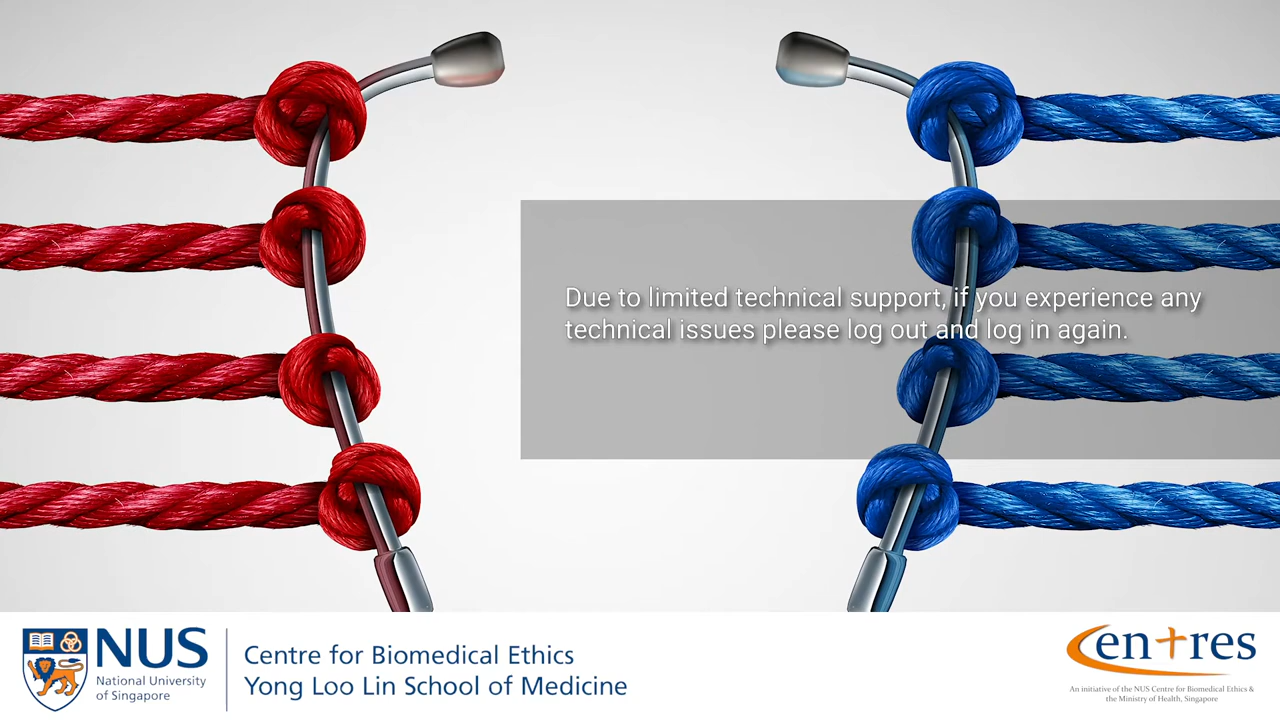 Due to limited technical support, if you experience any
technical issues please log out and log in again.
NUS
National University
of Singapore
Centre for Biomedical Ethics
Yong Loo Lin School of Medicine
Centres
An initiative of the NUS Centre for Biomedical Ethics &
the Ministry of Health, Singapore